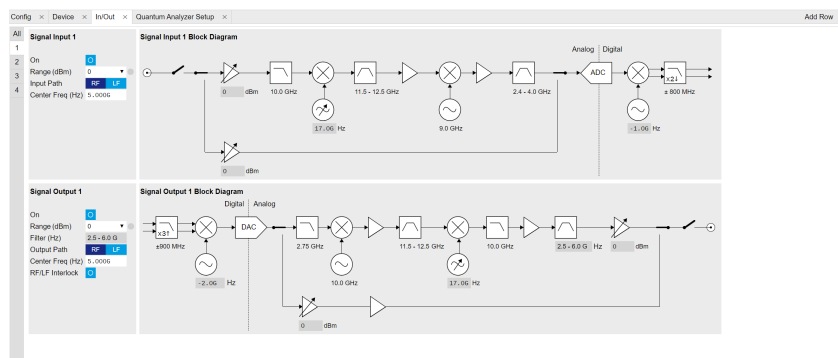 Config × Device × In/Out × Quantum Analyzer Setup × Add Row
All
1
2
3
4
Signal Input 1
On
Range (dBm) 0
Input Path RF LF
Center Freq (Hz) 5.000G
Signal Input 1 Block Diagram
Analog Digital
ADC
x2↓
0 dBm
10.0 GHz
11.5 - 12.5 GHz
2.4 - 4.0 GHz
± 800 MHz
17.0G Hz
9.0 GHz
-1.0G Hz
0 dBm
Signal Output 1
On
Range (dBm) 0
Filter (Hz) 2.5 - 6.0 G
Output Path RF LF
Center Freq (Hz) 5.000G
RF/LF Interlock
Signal Output 1 Block Diagram
Digital Analog
x3↑
DAC
±900 MHz
2.75 GHz
11.5 - 12.5 GHz
10.0 GHz
2.5 - 6.0 G Hz
0 dBm
-2.0G Hz
10.0 GHz
17.0G Hz
0 dBm